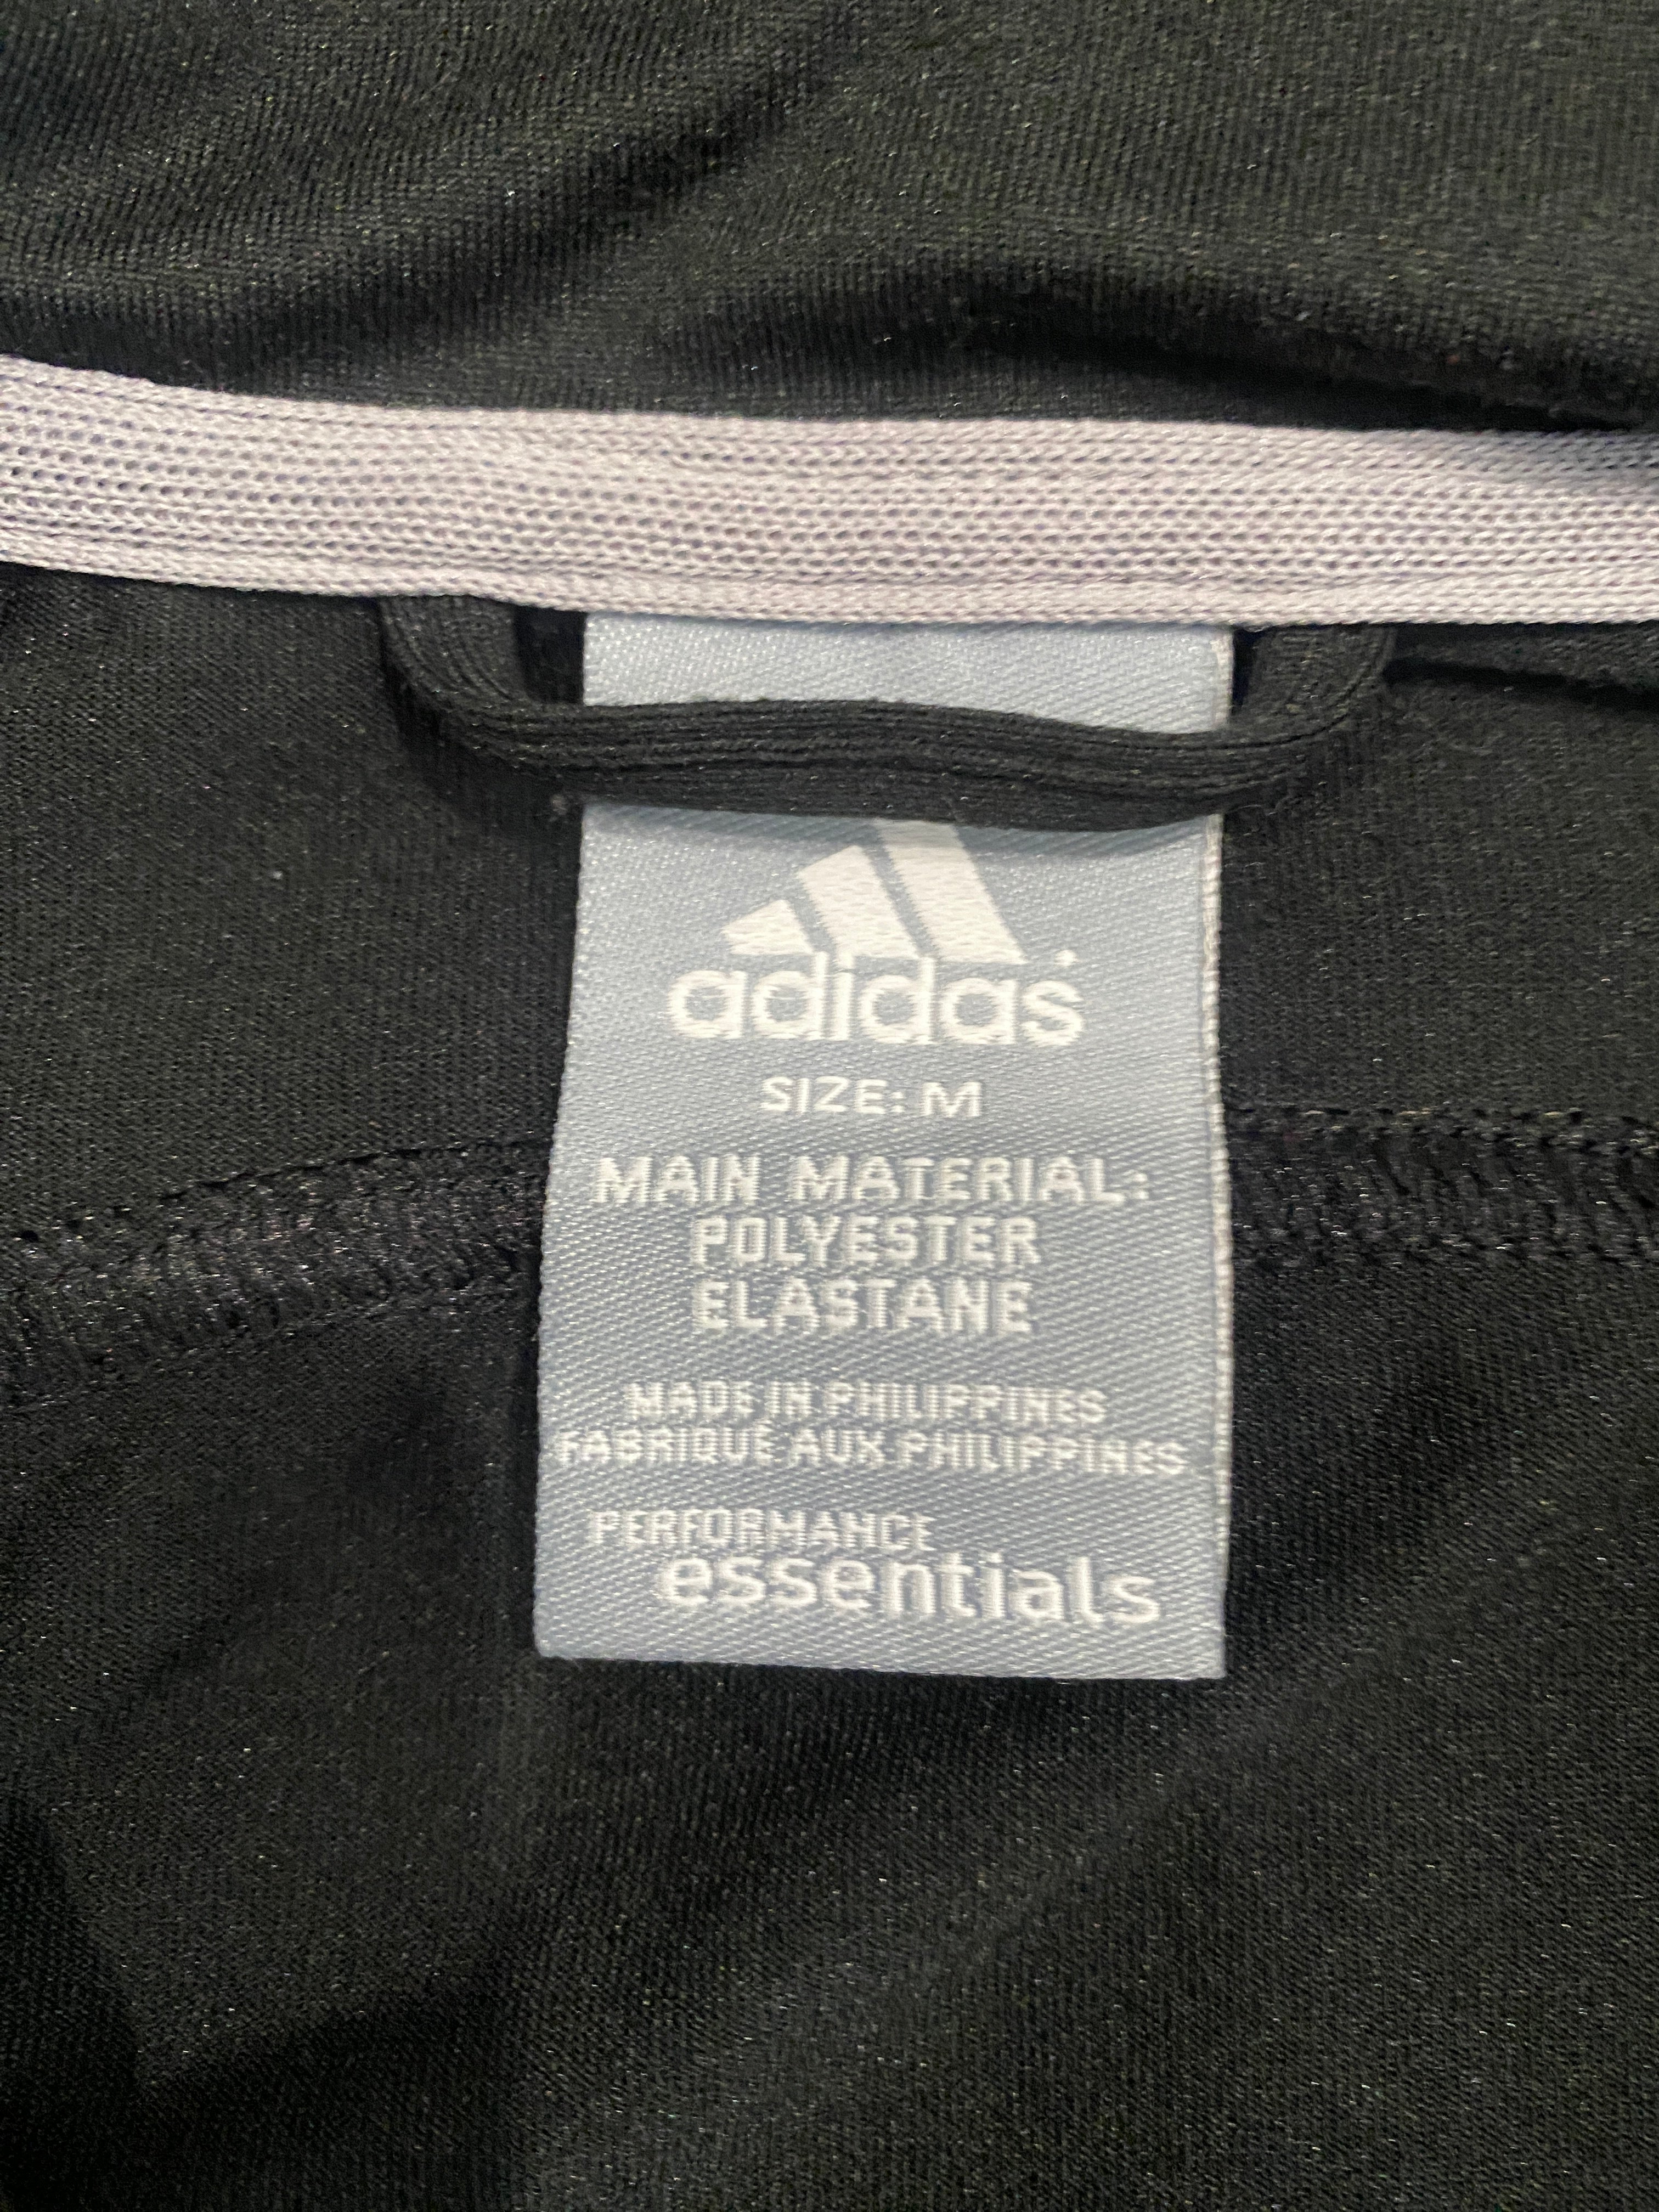 adidas
SIZE: M
MAIN MATERIAL:
POLYESTER
ELASTANE
MADE IN PHILIPPINES
FABRIQUÉ AUX PHILIPPINES
PERFORMANCE
essentials